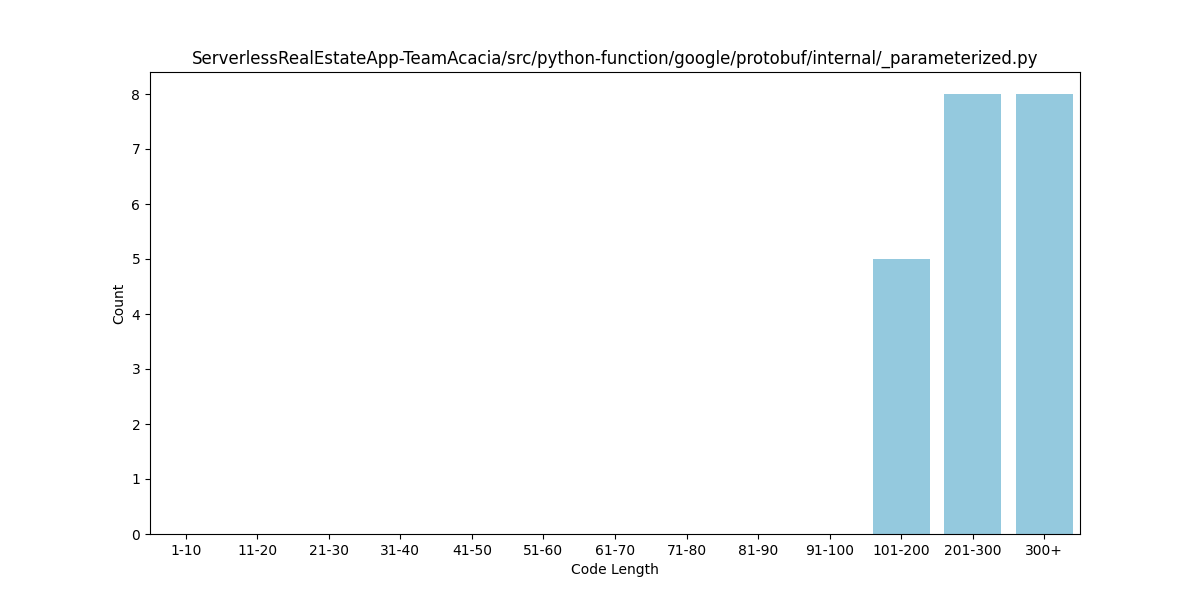 ServerlessRealEstateApp-TeamAcacia/src/python-function/google/protobuf/internal/_parameterized.py
8
7
6
5
4
3
2
1
0
Count
1-10 11-20 21-30 31-40 41-50 51-60 61-70 71-80 81-90 91-100 101-200 201-300 300+
Code Length